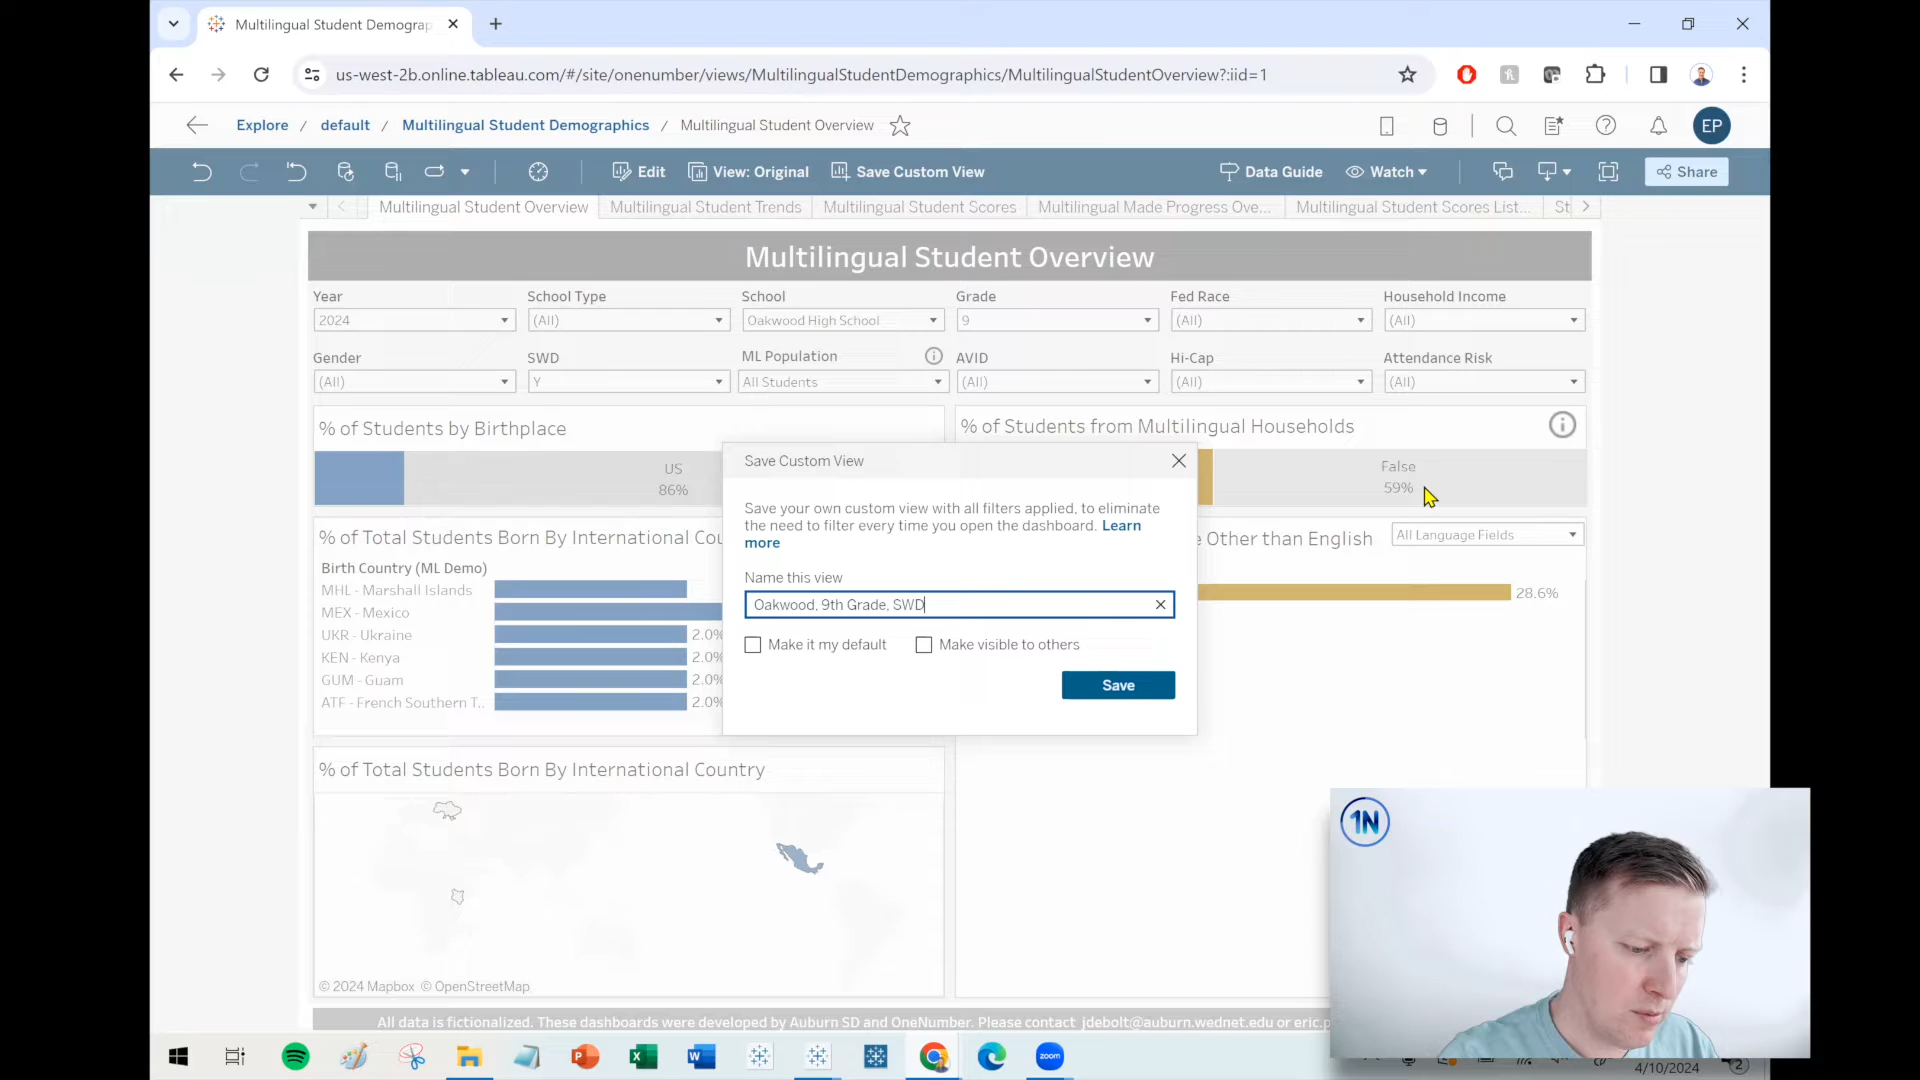 Multilingual Student Demograp
us-west-2b.online.tableau.com/#/site/onenumber/views/MultilingualStudentDemographics/MultilingualStudentOverview?:iid=1
Explore / default / Multilingual Student Demographics / Multilingual Student Overview
EP
Edit View: Original Save Custom View Data Guide Watch Share
Multilingual Student Overview Multilingual Student Trends Multilingual Student Scores Multilingual Made Progress Ove... Multilingual Student Scores List... St
Multilingual Student Overview
Year School Type School Grade Fed Race Household Income
2024 (All) Oakwood High School 9 (All) (All)
Gender SWD ML Population AVID Hi-Cap Attendance Risk
(All) Y All Students (All) (All) (All)
% of Students by Birthplace
US
86%
% of Students from Multilingual Households
False
59%
Save Custom View
Save your own custom view with all filters applied, to eliminate
the need to filter every time you open the dashboard. Learn
more
Name this view
Oakwood, 9th Grade, SWD
Make it my default Make visible to others
Save
% of Total Students Born By International Cou
Birth Country (ML Demo)
MHL - Marshall Islands
MEX - Mexico
UKR - Ukraine 2.0%
KEN - Kenya 2.0%
GUM - Guam 2.0%
ATF - French Southern T.. 2.0%
e Other than English All Language Fields
28.6%
% of Total Students Born By International Country
© 2024 Mapbox © OpenStreetMap
All data is fictionalized. These dashboards were developed by Auburn SD and OneNumber. Please contact jdebolt@auburn.wednet.edu or eric.p
1N
zoom
4/10/2024
2